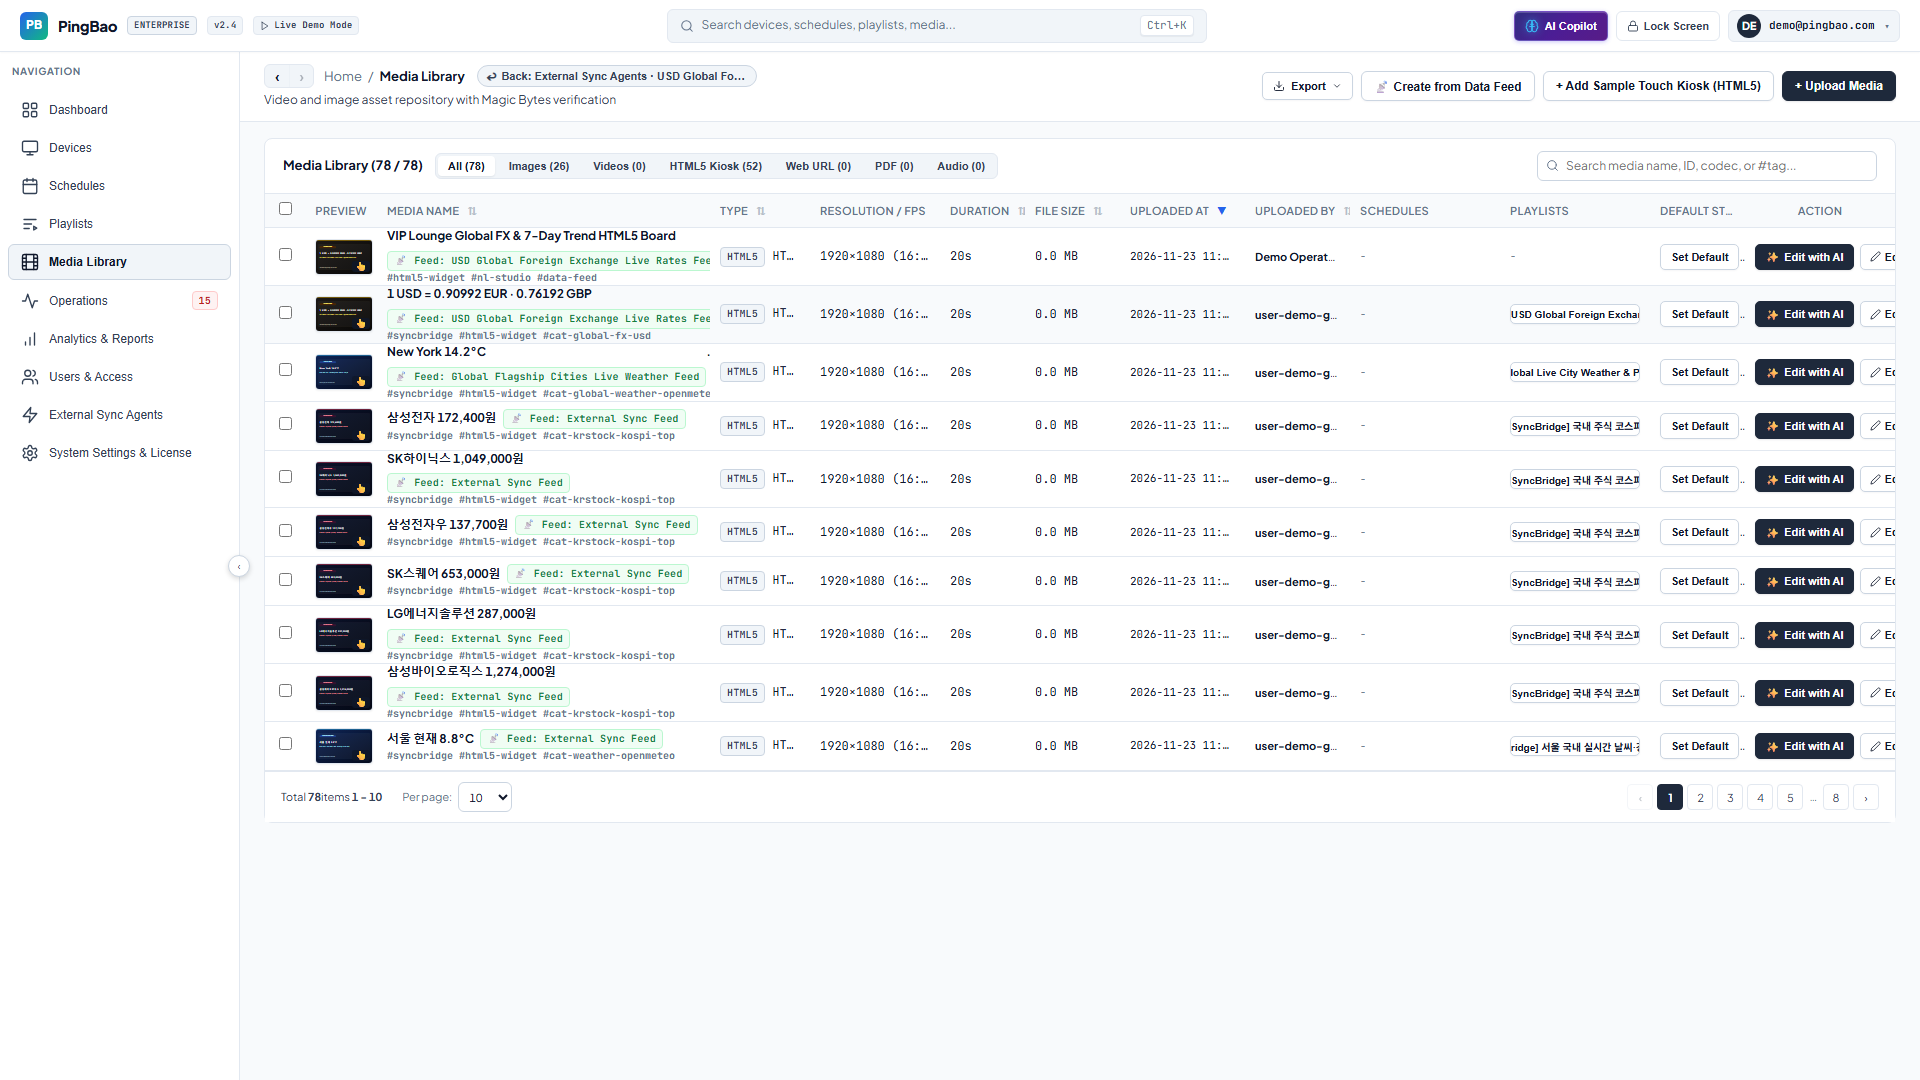 PB PingBao ENTERPRISE v2.4 Live Demo Mode
Search devices, schedules, playlists, media... Ctrl+K
AI Copilot Lock Screen DE demo@pingbao.com
NAVIGATION
Dashboard
Devices
Schedules
Playlists
Media Library
Operations 15
Analytics & Reports
Users & Access
External Sync Agents
System Settings & License
Home / Media Library Back: External Sync Agents · USD Global Fo...
Video and image asset repository with Magic Bytes verification
Export Create from Data Feed + Add Sample Touch Kiosk (HTML5) + Upload Media
Media Library (78 / 78) All (78) Images (26) Videos (0) HTML5 Kiosk (52) Web URL (0) PDF (0) Audio (0)
Search media name, ID, codec, or #tag...
PREVIEW MEDIA NAME TYPE RESOLUTION / FPS DURATION FILE SIZE UPLOADED AT UPLOADED BY SCHEDULES PLAYLISTS DEFAULT ST... ACTION
VIP Lounge Global FX & 7-Day Trend HTML5 Board
Feed: USD Global Foreign Exchange Live Rates Fee
#html5-widget #nl-studio #data-feed
HTML5 HT... 1920×1080 (16:... 20s 0.0 MB 2026-11-23 11:... Demo Operat... - - Set Default .. Edit with AI Ec
1 USD = 0.90992 EUR · 0.76192 GBP
Feed: USD Global Foreign Exchange Live Rates Fee
#syncbridge #html5-widget #cat-global-fx-usd
HTML5 HT... 1920×1080 (16:... 20s 0.0 MB 2026-11-23 11:... user-demo-g... - USD Global Foreign Exchar Set Default .. Edit with AI Ec
New York 14.2°C .
Feed: Global Flagship Cities Live Weather Feed
#syncbridge #html5-widget #cat-global-weather-openmete
HTML5 HT... 1920×1080 (16:... 20s 0.0 MB 2026-11-23 11:... user-demo-g... - lobal Live City Weather & P Set Default .. Edit with AI Ec
삼성전자 172,400원 Feed: External Sync Feed
#syncbridge #html5-widget #cat-krstock-kospi-top
HTML5 HT... 1920×1080 (16:... 20s 0.0 MB 2026-11-23 11:... user-demo-g... - SyncBridge] 국내 주식 코스피 Set Default .. Edit with AI Ec
SK하이닉스 1,049,000원
Feed: External Sync Feed
#syncbridge #html5-widget #cat-krstock-kospi-top
HTML5 HT... 1920×1080 (16:... 20s 0.0 MB 2026-11-23 11:... user-demo-g... - SyncBridge] 국내 주식 코스피 Set Default .. Edit with AI Ec
삼성전자우 137,700원 Feed: External Sync Feed
#syncbridge #html5-widget #cat-krstock-kospi-top
HTML5 HT... 1920×1080 (16:... 20s 0.0 MB 2026-11-23 11:... user-demo-g... - SyncBridge] 국내 주식 코스피 Set Default .. Edit with AI Ec
SK스퀘어 653,000원 Feed: External Sync Feed
#syncbridge #html5-widget #cat-krstock-kospi-top
HTML5 HT... 1920×1080 (16:... 20s 0.0 MB 2026-11-23 11:... user-demo-g... - SyncBridge] 국내 주식 코스피 Set Default .. Edit with AI Ec
LG에너지솔루션 287,000원
Feed: External Sync Feed
#syncbridge #html5-widget #cat-krstock-kospi-top
HTML5 HT... 1920×1080 (16:... 20s 0.0 MB 2026-11-23 11:... user-demo-g... - SyncBridge] 국내 주식 코스피 Set Default .. Edit with AI Ec
삼성바이오로직스 1,274,000원
Feed: External Sync Feed
#syncbridge #html5-widget #cat-krstock-kospi-top
HTML5 HT... 1920×1080 (16:... 20s 0.0 MB 2026-11-23 11:... user-demo-g... - SyncBridge] 국내 주식 코스피 Set Default .. Edit with AI Ec
서울 현재 8.8°C Feed: External Sync Feed
#syncbridge #html5-widget #cat-weather-openmeteo
HTML5 HT... 1920×1080 (16:... 20s 0.0 MB 2026-11-23 11:... user-demo-g... - ridge] 서울 국내 실시간 날씨· Set Default .. Edit with AI Ec
Total 78items 1 - 10 Per page: 10
‹ 1 2 3 4 5 ... 8 ›